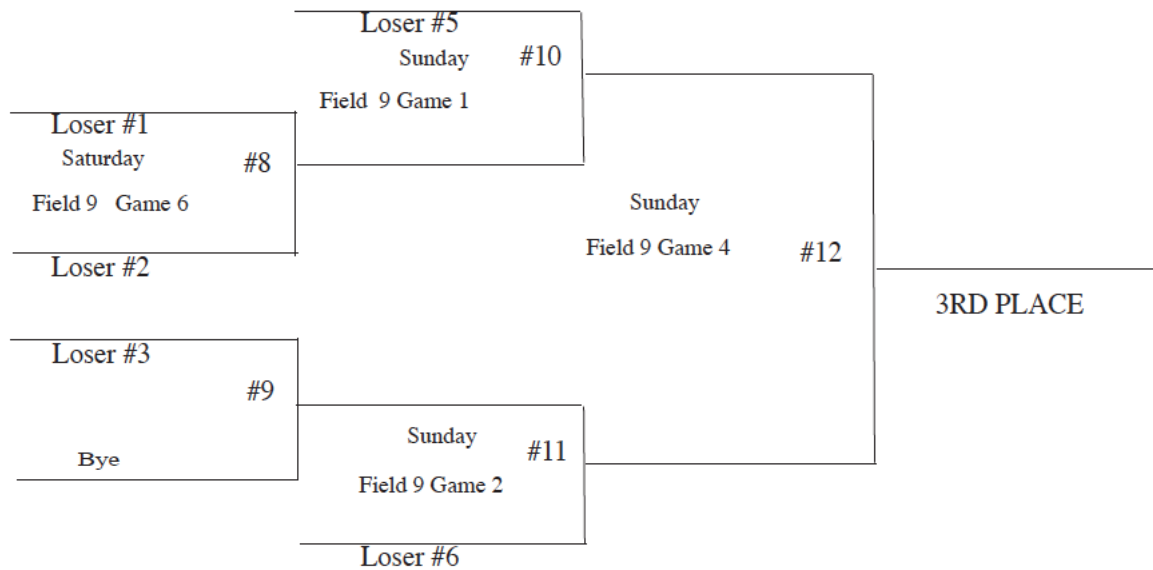 Loser #5
Sunday #10
Field 9 Game 1
Loser #1
Saturday #8
Field 9 Game 6
Loser #2
Sunday
Field 9 Game 4 #12
3RD PLACE
Loser #3
#9
Bye
Sunday #11
Field 9 Game 2
Loser #6